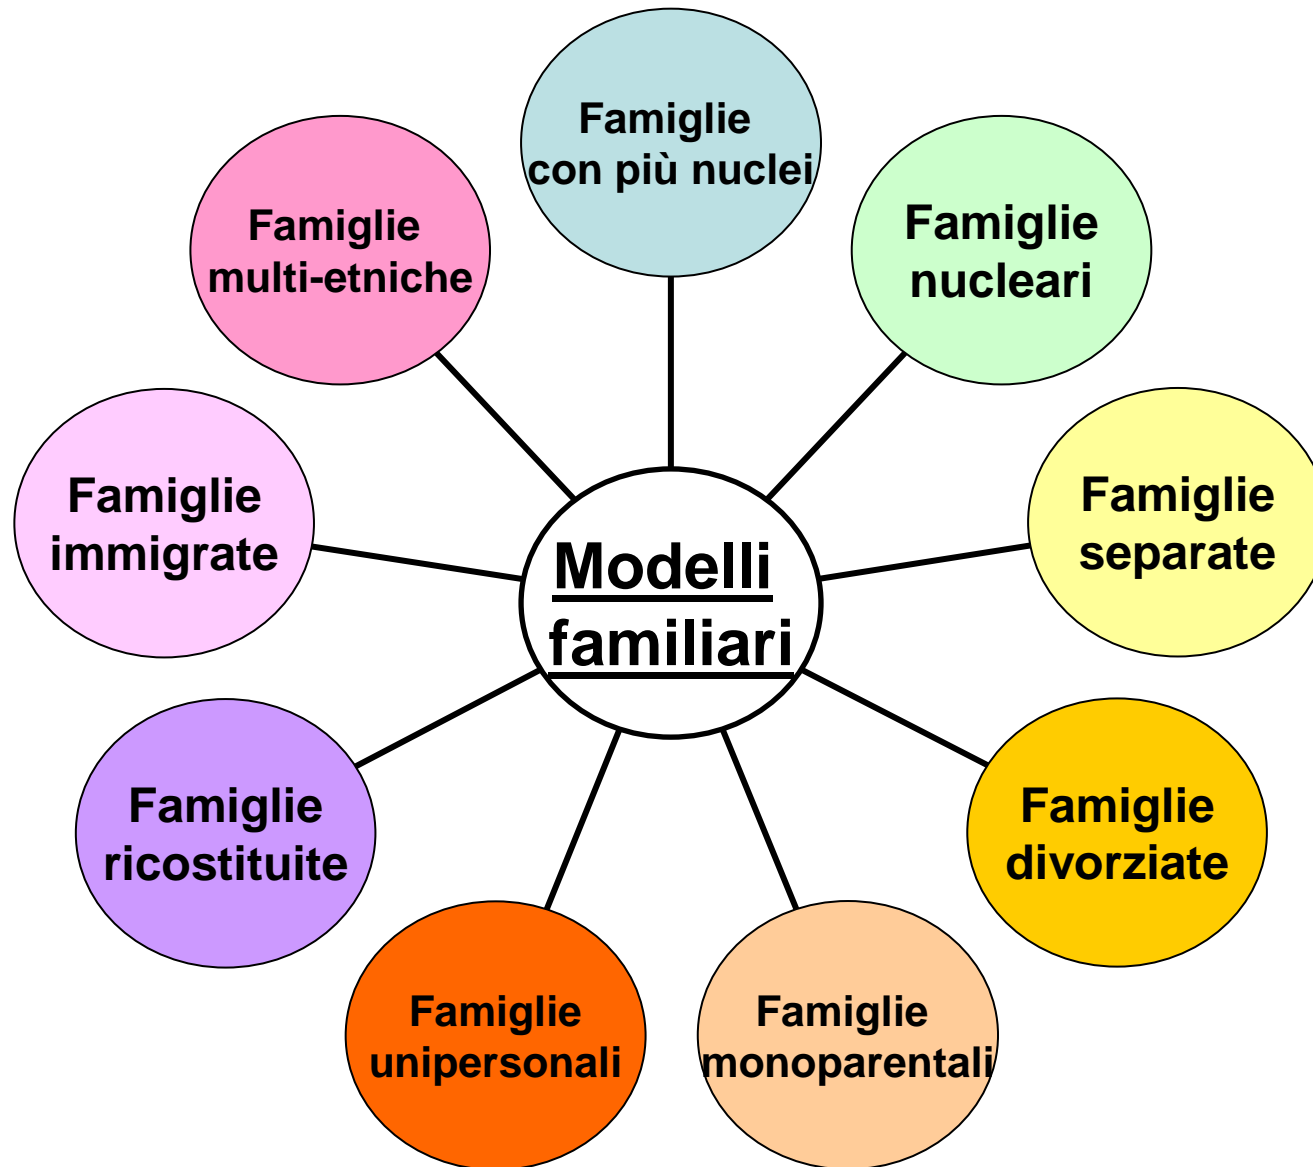 Famiglie
con più nuclei
Famiglie
nucleari
Famiglie
separate
Famiglie
divorziate
Famiglie
monoparentali
Famiglie
unipersonali
Famiglie
ricostituite
Famiglie
immigrate
Famiglie
multi-etniche
Modelli
familiari